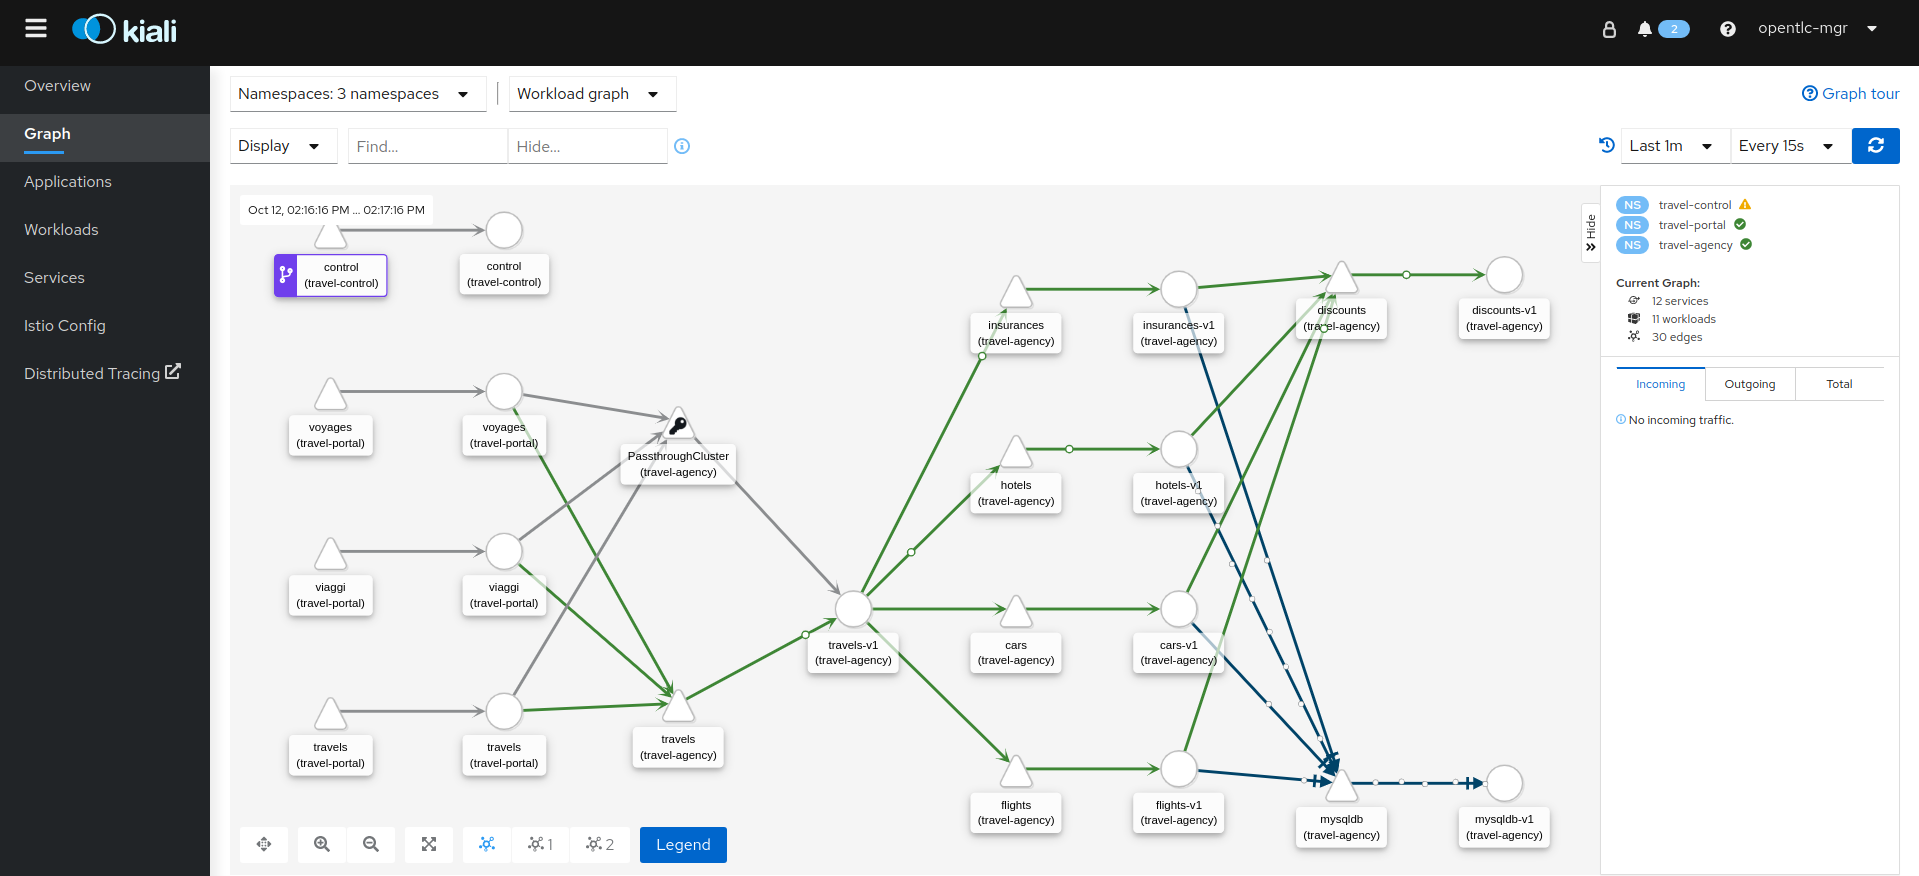 kiali
2
opentlc-mgr
Overview
Graph
Applications
Workloads
Services
Istio Config
Distributed Tracing
Namespaces: 3 namespaces
Workload graph
Graph tour
Display
Find...
Hide...
Last 1m
Every 15s
Oct 12, 02:16:16 PM ... 02:17:16 PM
control
(travel-control)
control
(travel-control)
insurances
(travel-agency)
insurances-v1
(travel-agency)
discounts
(travel-agency)
discounts-v1
(travel-agency)
voyages
(travel-portal)
voyages
(travel-portal)
PassthroughCluster
(travel-agency)
hotels
(travel-agency)
hotels-v1
(travel-agency)
viaggi
(travel-portal)
viaggi
(travel-portal)
travels-v1
(travel-agency)
cars
(travel-agency)
cars-v1
(travel-agency)
travels
(travel-portal)
travels
(travel-portal)
travels
(travel-agency)
flights
(travel-agency)
flights-v1
(travel-agency)
mysqldb
(travel-agency)
mysqldb-v1
(travel-agency)
1
2
Legend
Hide
NS travel-control
NS travel-portal
NS travel-agency
Current Graph:
12 services
11 workloads
30 edges
Incoming
Outgoing
Total
No incoming traffic.